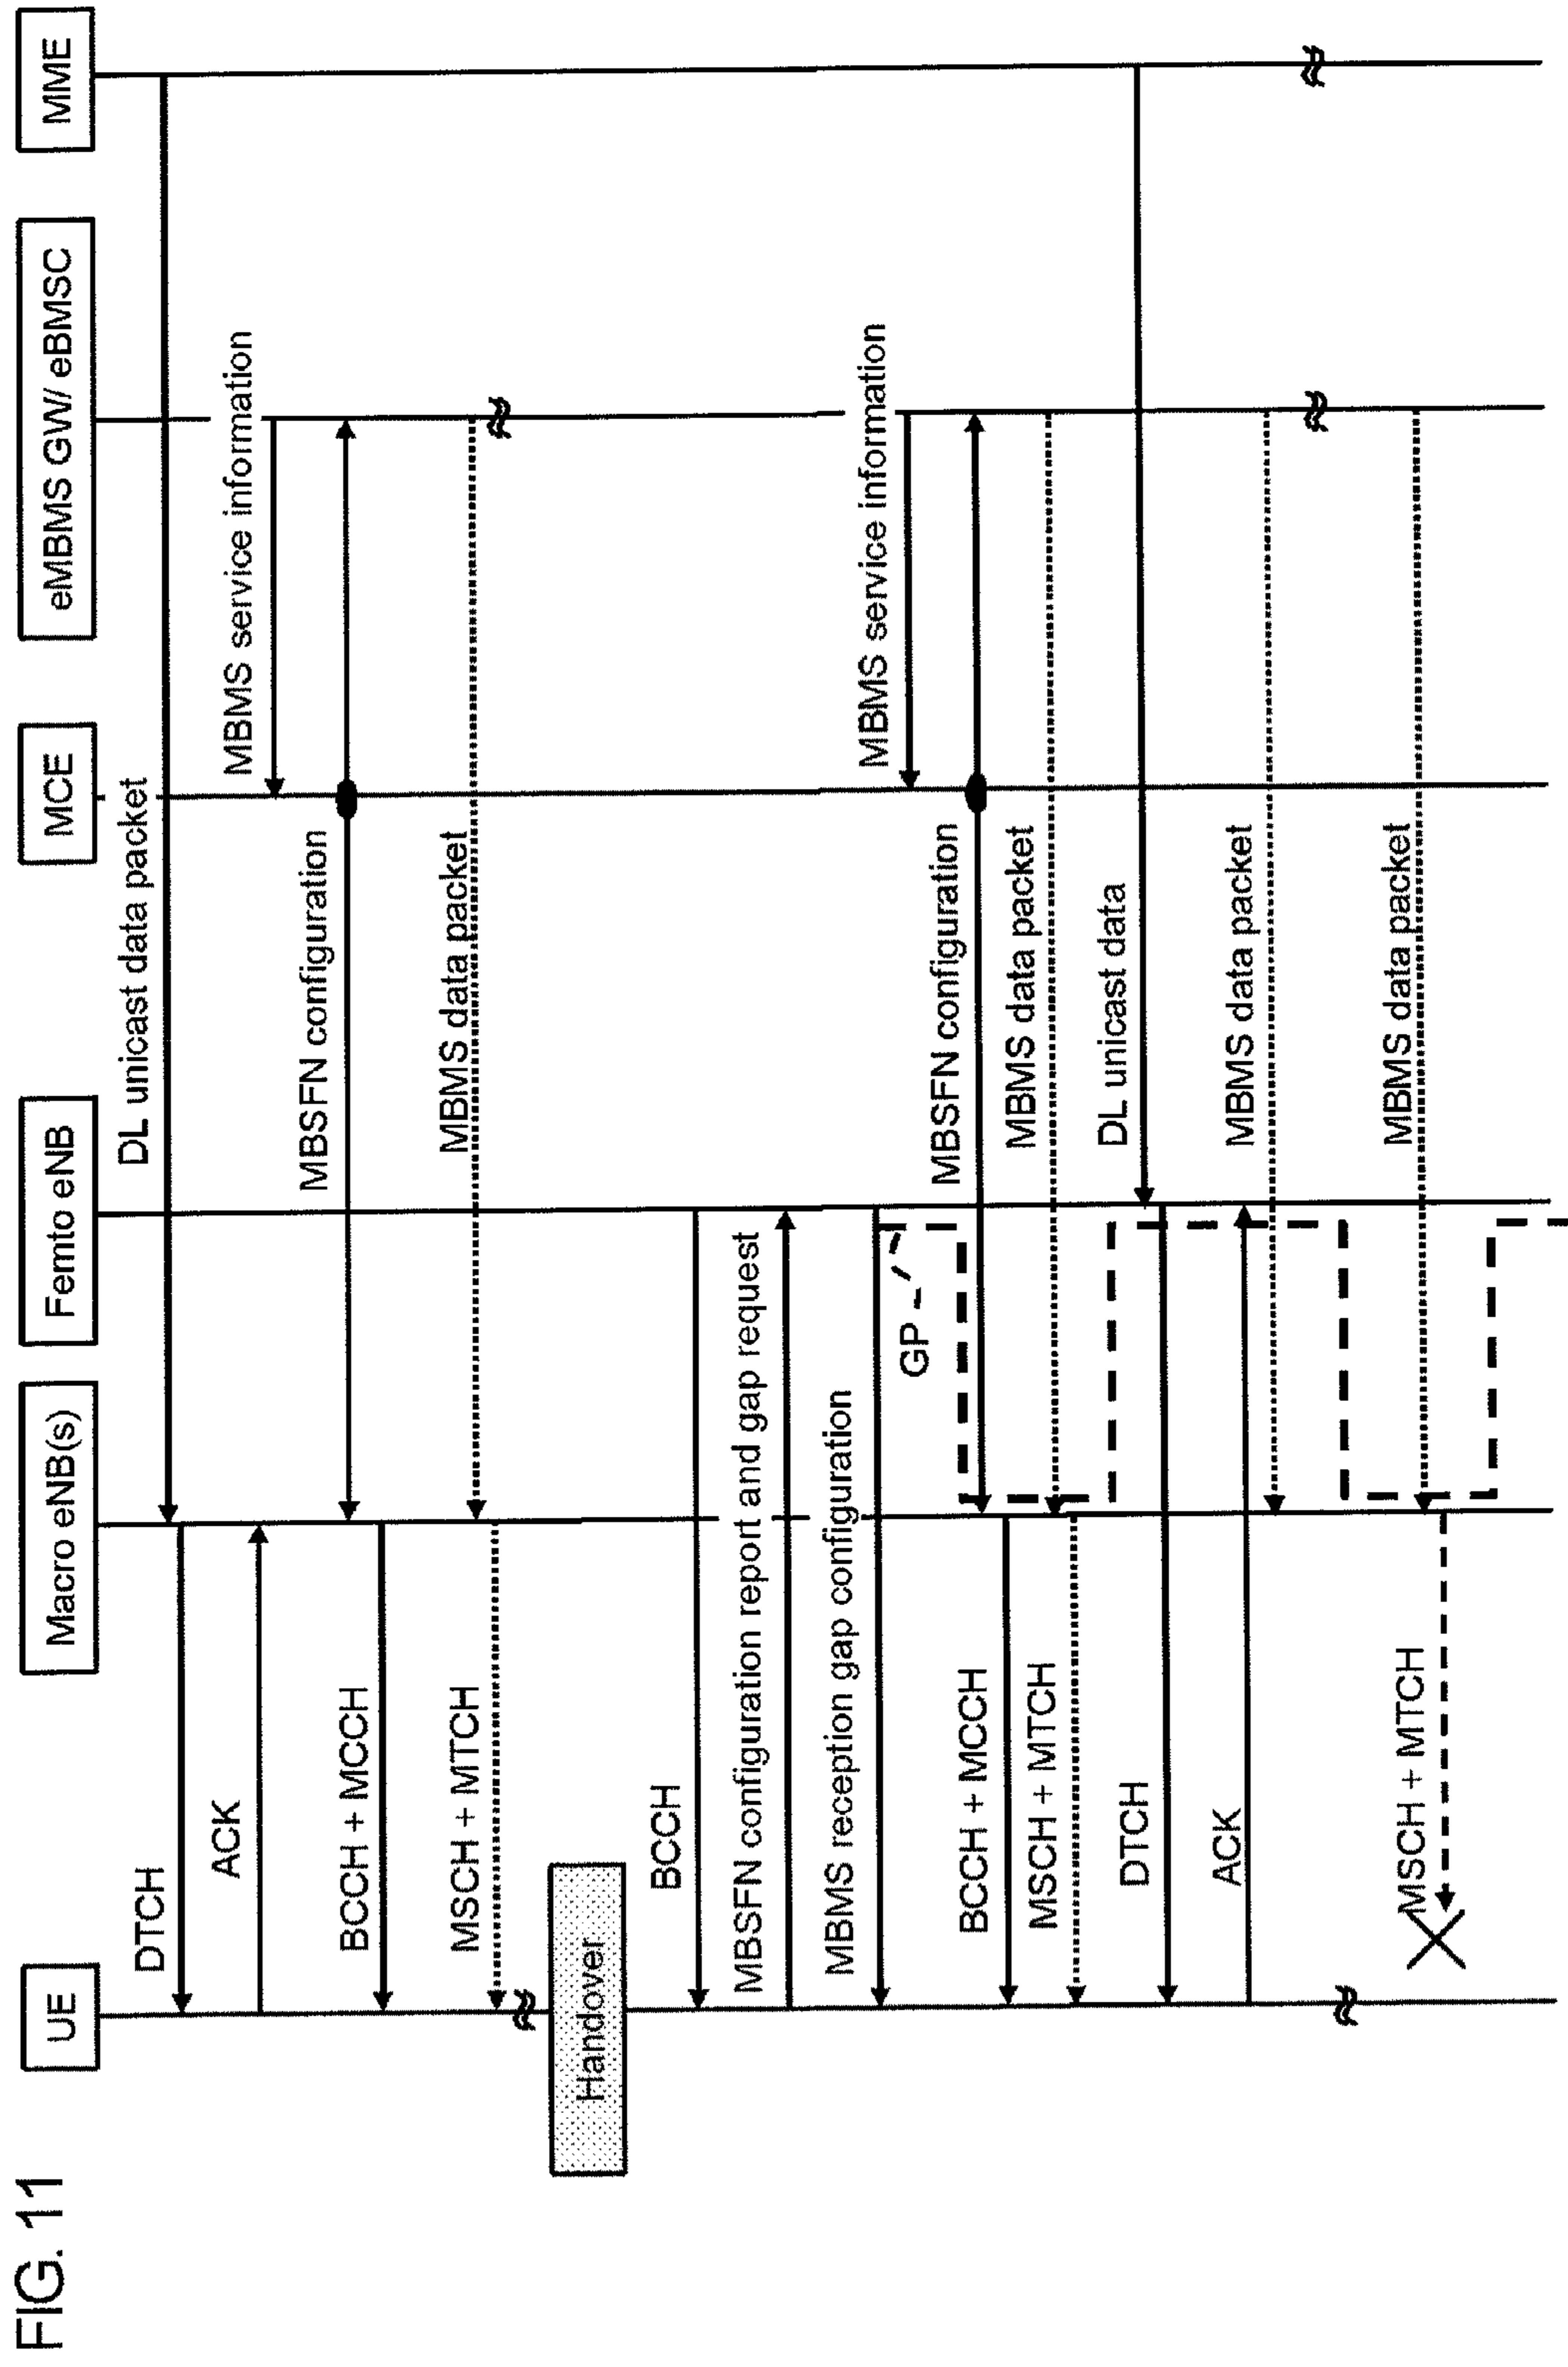 FIG. 11
UE
Macro eNB(s)
Femto eNB
MCE
eMBMS GW/ eBMSC
MME
DL unicast data packet
DTCH
ACK
MBMS service information
MBSFN configuration
BCCH + MCCH
MBMS data packet
MSCH + MTCH
Handover
BCCH
MBSFN configuration report and gap request
MBMS reception gap configuration
GP
MBMS service information
MBSFN configuration
BCCH + MCCH
MBMS data packet
MSCH + MTCH
DL unicast data
DTCH
ACK
MBMS data packet
MBMS data packet
MSCH + MTCH